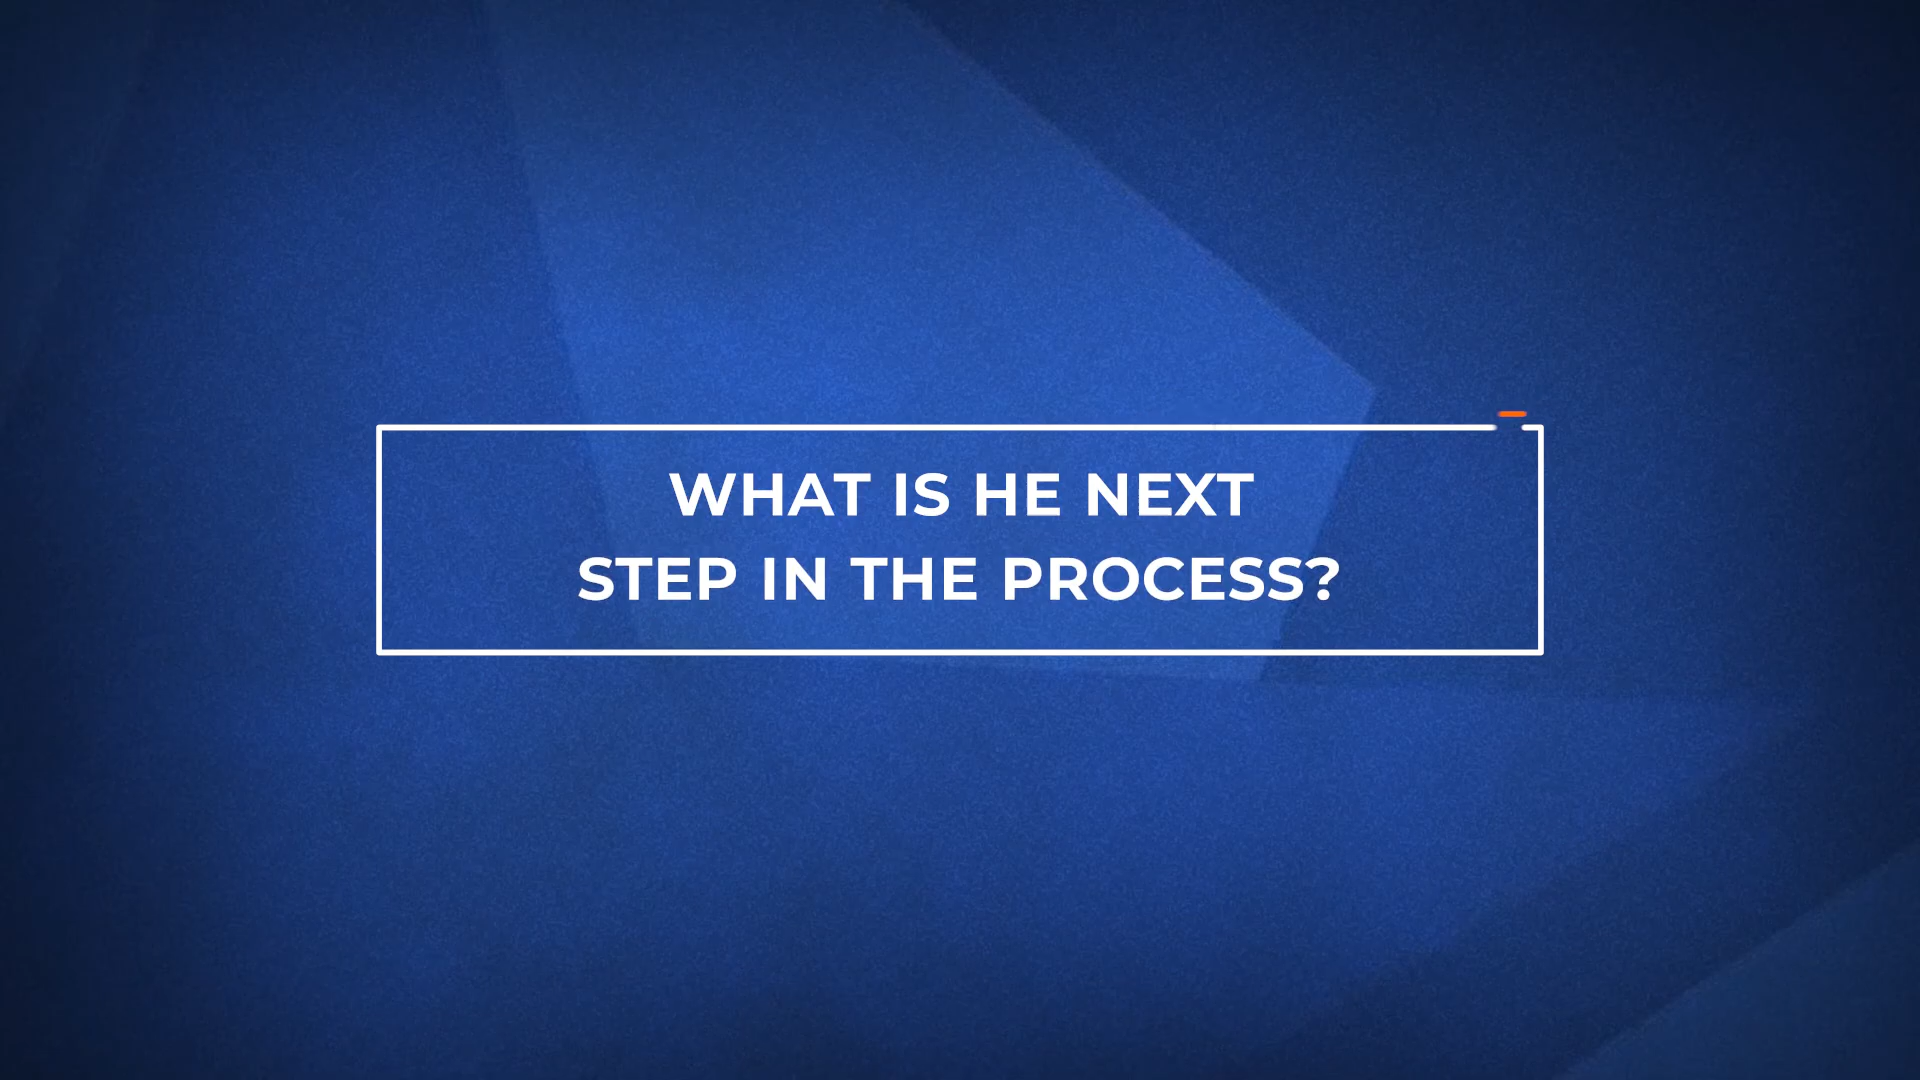 WHAT IS HE NEXT
STEP IN THE PROCESS?